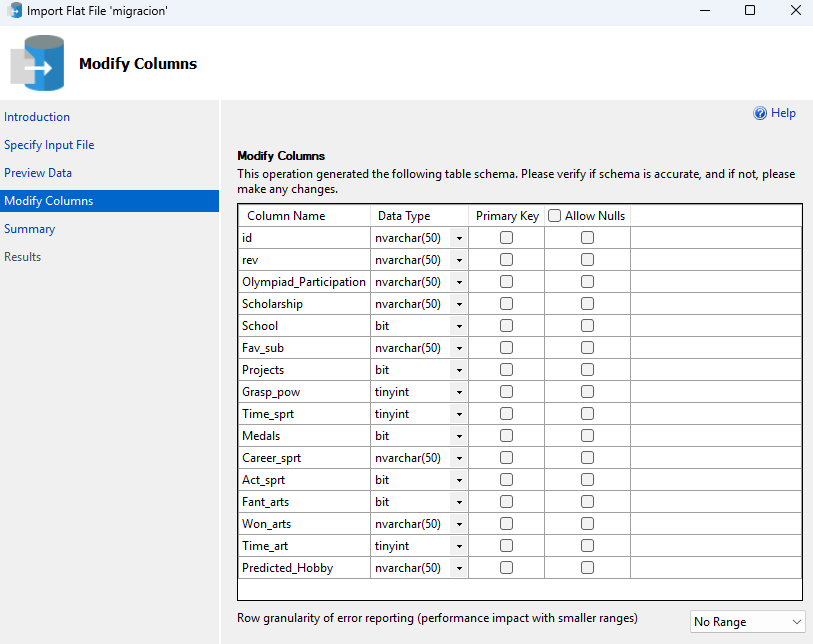 Import Flat File 'migracion'
Modify Columns
Help
Introduction
Specify Input File
Preview Data
Modify Columns
Summary
Results
Modify Columns
This operation generated the following table schema. Please verify if schema is accurate, and if not, please
make any changes.
Column Name Data Type Primary Key Allow Nulls
id nvarchar(50)
rev nvarchar(50)
Olympiad_Participation nvarchar(50)
Scholarship nvarchar(50)
School bit
Fav_sub nvarchar(50)
Projects bit
Grasp_pow tinyint
Time_sprt tinyint
Medals bit
Career_sprt nvarchar(50)
Act_sprt bit
Fant_arts bit
Won_arts nvarchar(50)
Time_art tinyint
Predicted_Hobby nvarchar(50)
Row granularity of error reporting (performance impact with smaller ranges) No Range